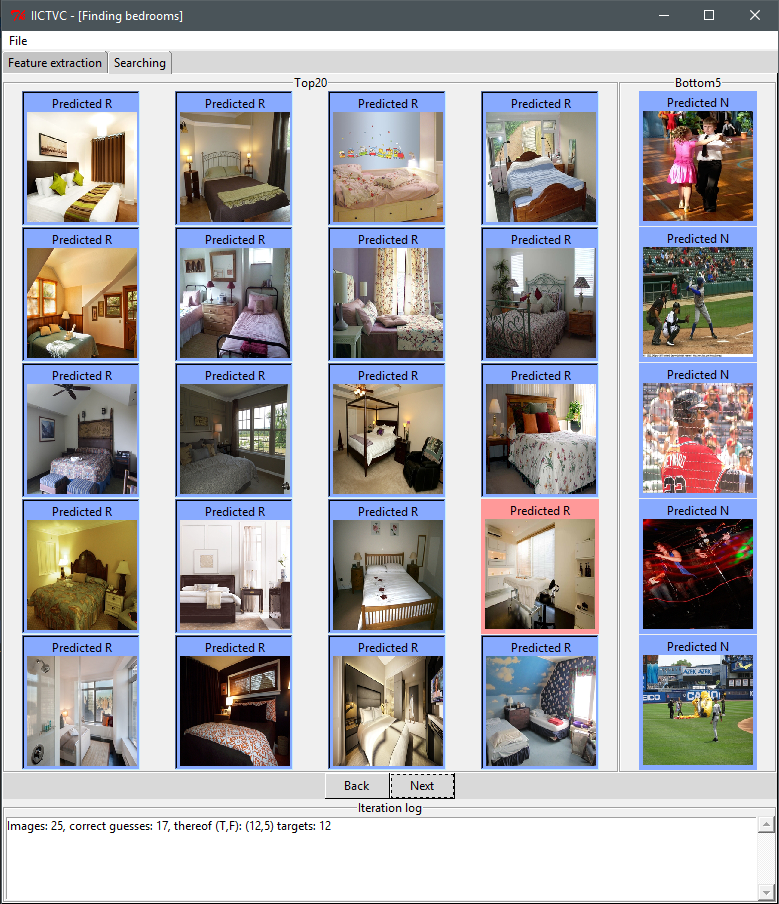 IICTVC - [Finding bedrooms]
File
Feature extraction
Searching
Top20
Bottom5
Predicted R
Predicted R
Predicted R
Predicted R
Predicted N
Predicted R
Predicted R
Predicted R
Predicted R
Predicted N
Predicted R
Predicted R
Predicted R
Predicted R
Predicted N
Predicted R
Predicted R
Predicted R
Predicted R
Predicted N
Predicted R
Predicted R
Predicted R
Predicted R
Predicted N
Back
Next
Iteration log
Images: 25, correct guesses: 17, thereof (T,F): (12,5) targets: 12